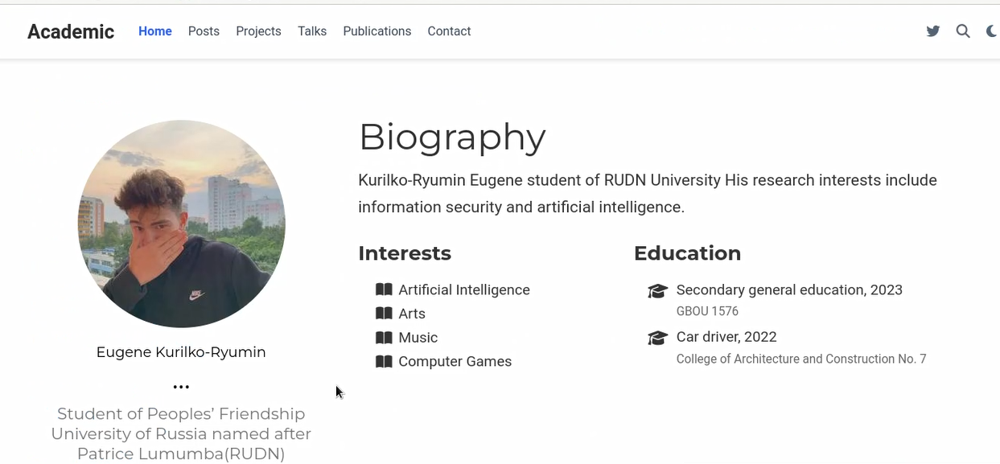 Academic Home Posts Projects Talks Publications Contact
Biography
Kurilko-Ryumin Eugene student of RUDN University His research interests include
information security and artificial intelligence.
Interests
Artificial Intelligence
Arts
Music
Computer Games
Education
Secondary general education, 2023
GBOU 1576
Car driver, 2022
College of Architecture and Construction No. 7
NIKE
Eugene Kurilko-Ryumin
...
Student of Peoples’ Friendship
University of Russia named after
Patrice Lumumba(RUDN)